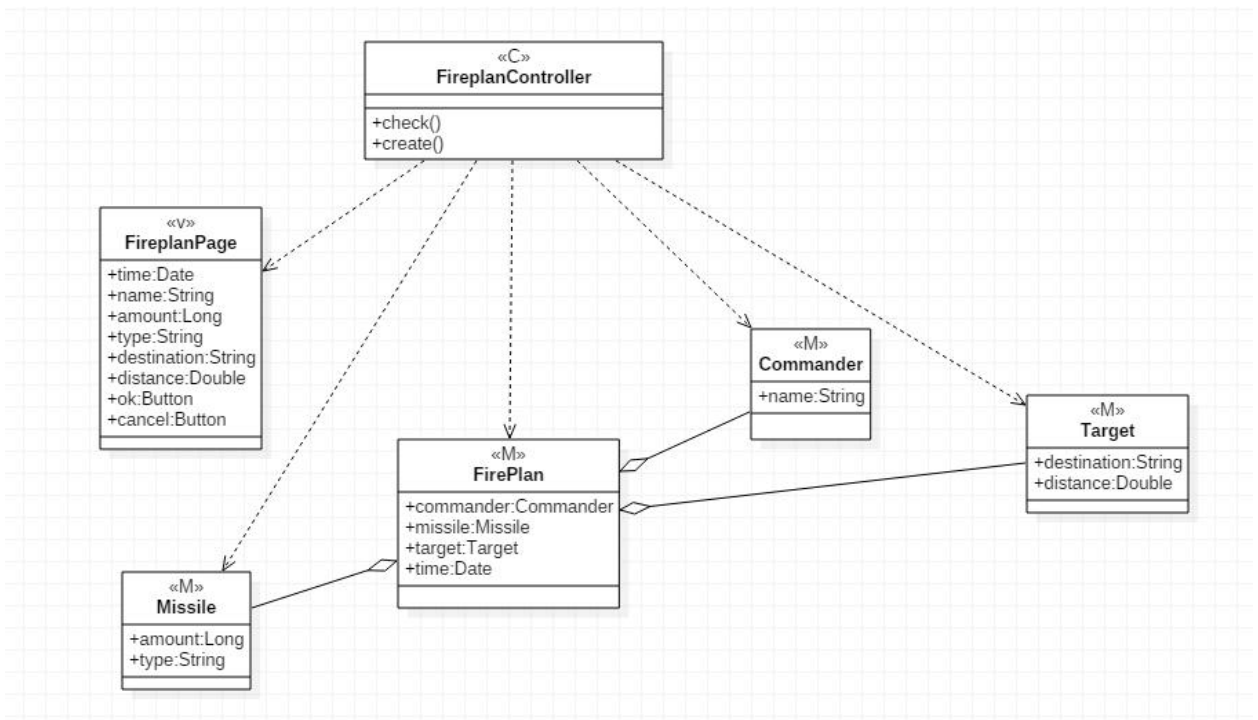 «C»
FireplanController
+check()
+create()
«v»
FireplanPage
+time:Date
+name:String
+amount:Long
+type:String
+destination:String
+distance:Double
+ok:Button
+cancel:Button
«M»
Commander
+name:String
«M»
Target
+destination:String
+distance:Double
«M»
FirePlan
+commander:Commander
+missile:Missile
+target:Target
+time:Date
«M»
Missile
+amount:Long
+type:String